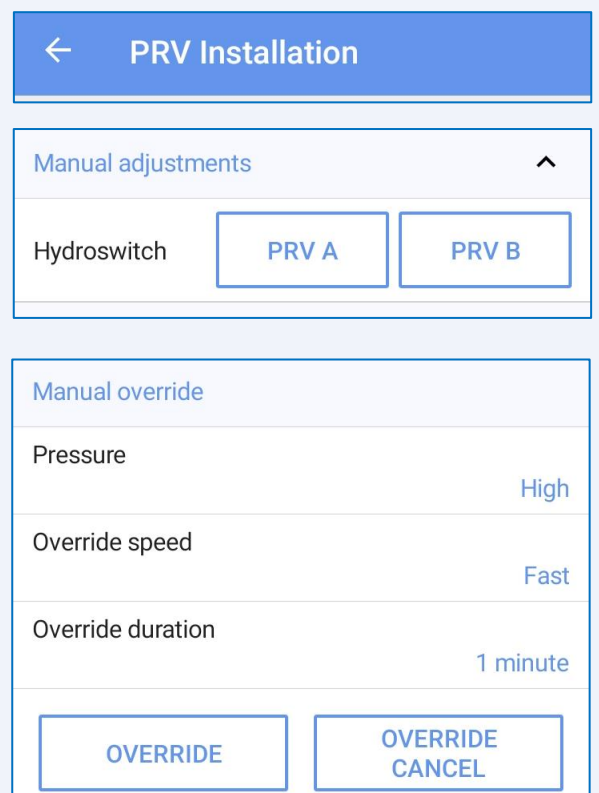 PRV Installation
Manual adjustments
Hydroswitch PRV A PRV B
Manual override
Pressure
High
Override speed
Fast
Override duration
1 minute
OVERRIDE
OVERRIDE
CANCEL